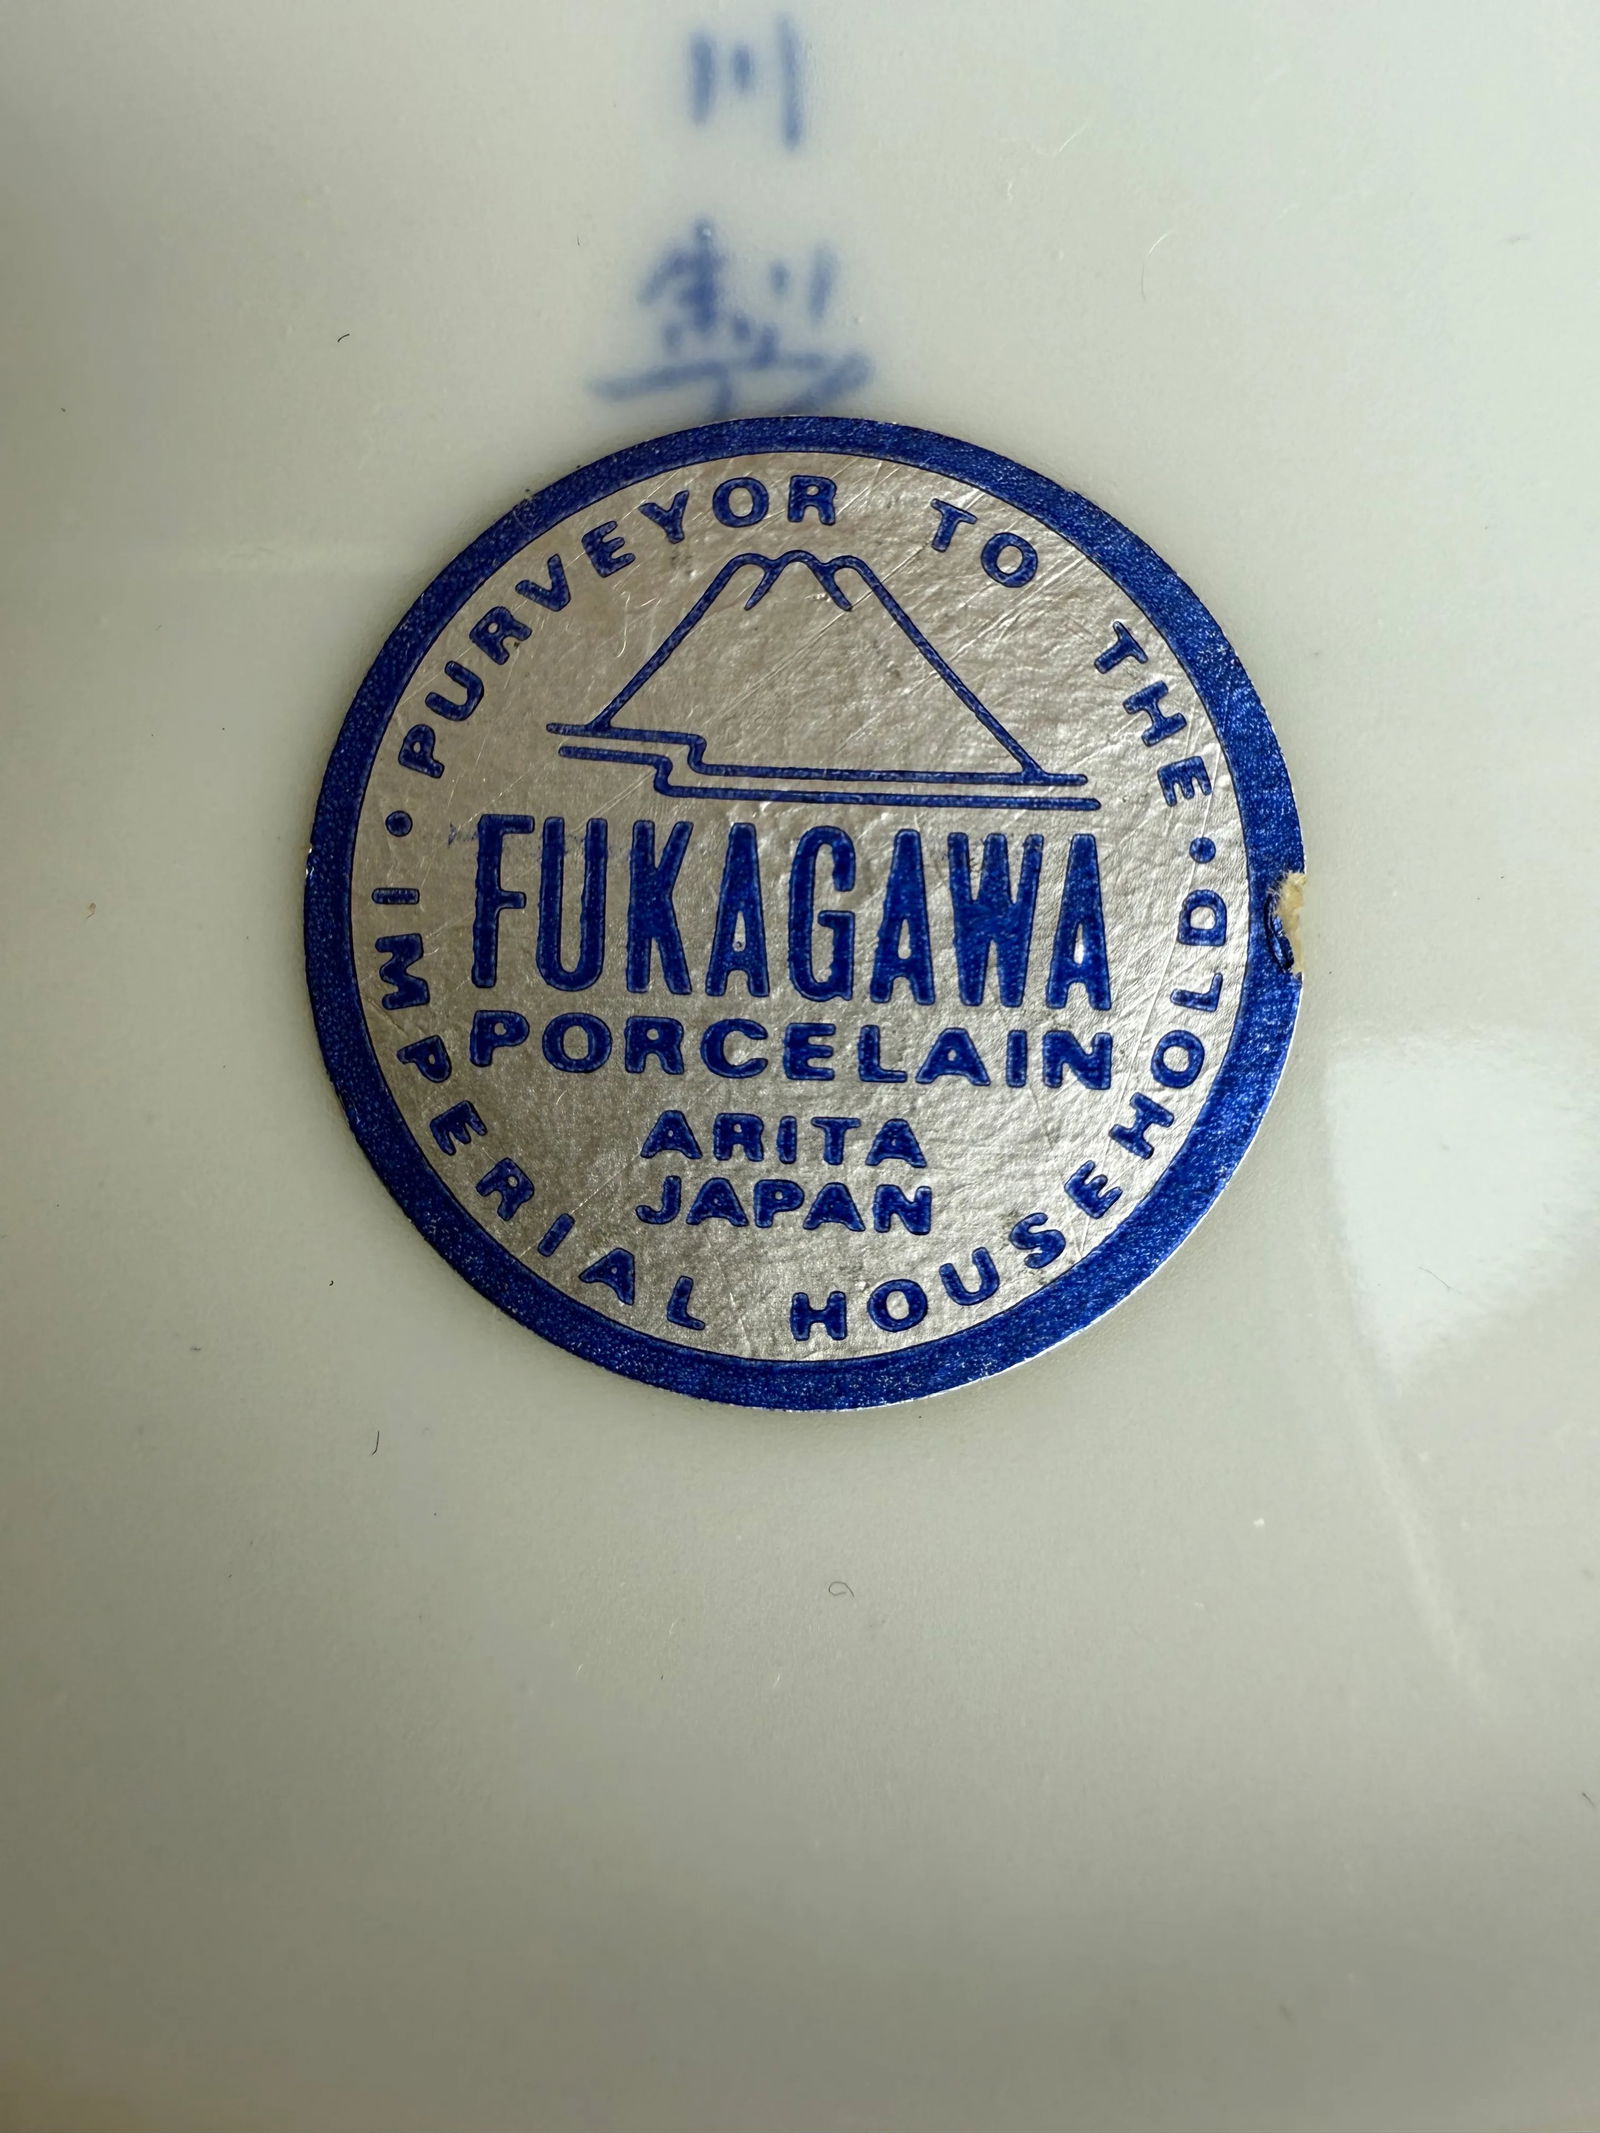 川
製
PURVEYOR TO THE
FUKAGAWA
PORCELAIN
ARITA
JAPAN
IMPERIAL HOUSEHOLD